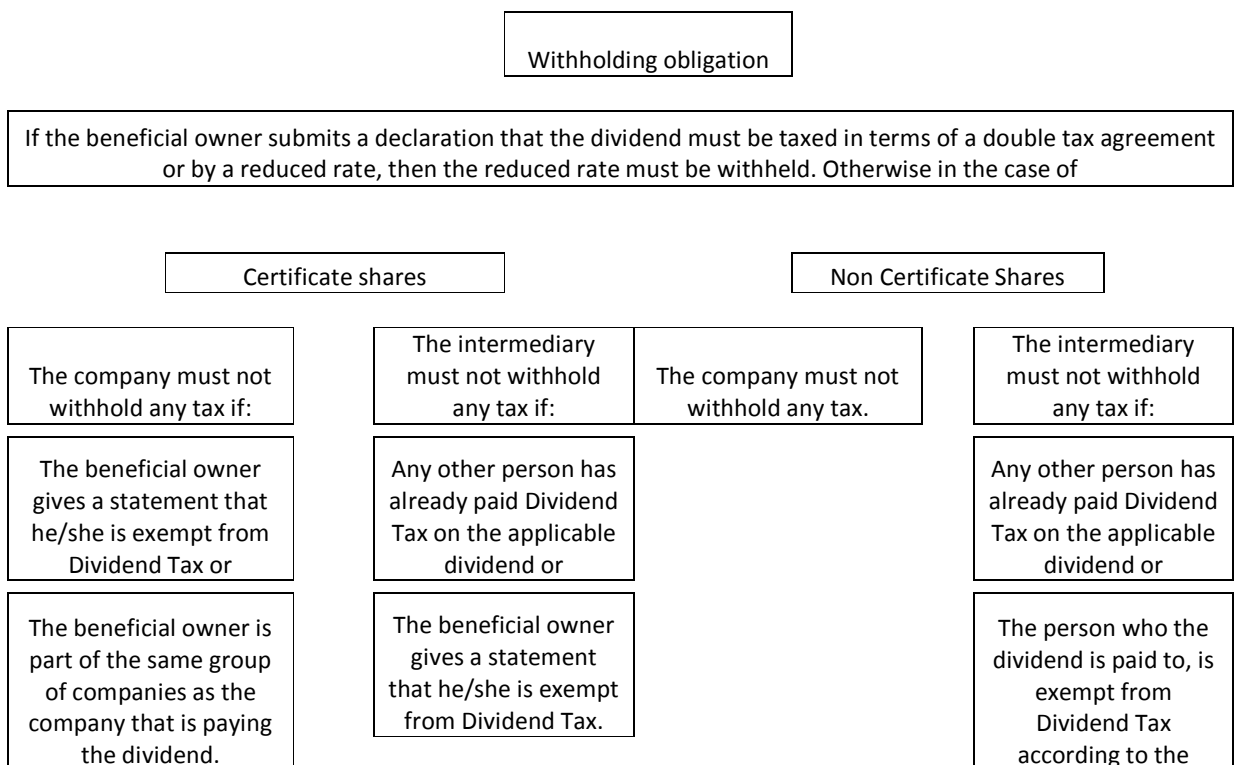 Withholding obligation
If the beneficial owner submits a declaration that the dividend must be taxed in terms of a double tax agreement
or by a reduced rate, then the reduced rate must be withheld. Otherwise in the case of
Certificate shares
Non Certificate Shares
The company must not
withhold any tax if:
The intermediary
must not withhold
any tax if:
The company must not
withhold any tax.
The intermediary
must not withhold
any tax if:
The beneficial owner
gives a statement that
he/she is exempt from
Dividend Tax or
Any other person has
already paid Dividend
Tax on the applicable
dividend or
Any other person has
already paid Dividend
Tax on the applicable
dividend or
The beneficial owner is
part of the same group
of companies as the
company that is paying
the dividend.
The beneficial owner
gives a statement
that he/she is exempt
from Dividend Tax.
The person who the
dividend is paid to, is
exempt from
Dividend Tax
according to the